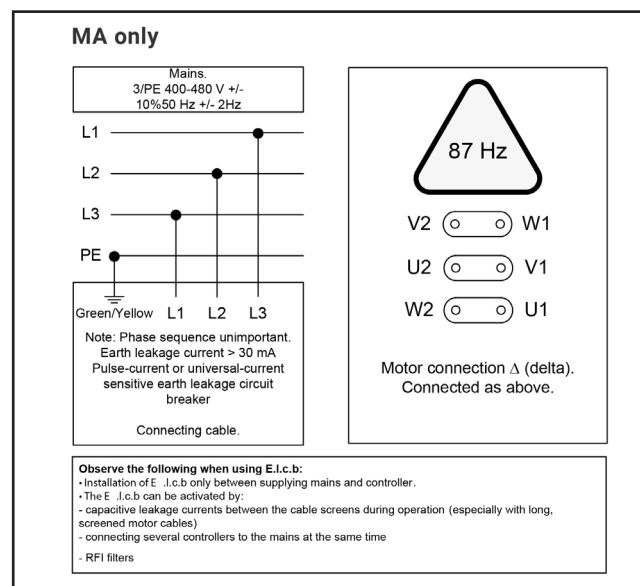 MA only
Mains.
3/PE 400-480 V +/-
10%50 Hz +/- 2Hz
L1
L2
L3
PE
Green/Yellow L1 L2 L3
Note: Phase sequence unimportant.
Earth leakage current > 30 mA
Pulse-current or universal-current
sensitive earth leakage circuit
breaker
Connecting cable.
87 Hz
V2 W1
U2 V1
W2 U1
Motor connection Δ (delta).
Connected as above.
Observe the following when using E.l.c.b:
• Installation of E .l.c.b only between supplying mains and controller.
• The E .l.c.b can be activated by:
- capacitive leakage currents between the cable screens during operation (especially with long,
screened motor cables)
- connecting several controllers to the mains at the same time
- RFI filters